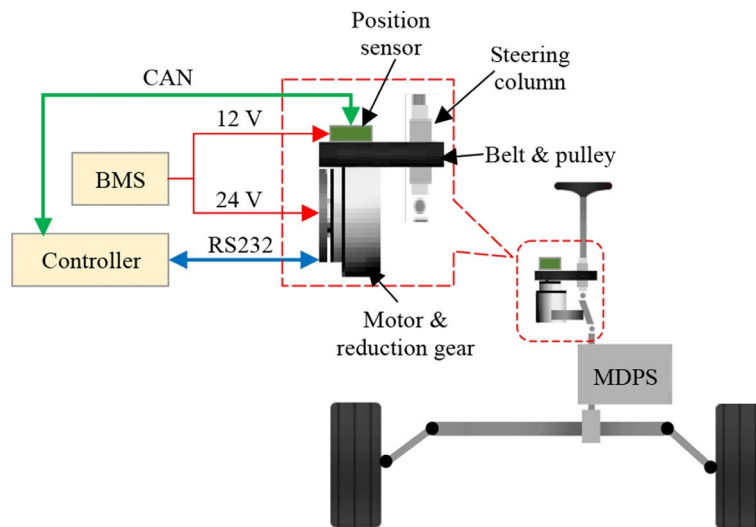 Position
sensor
Steering
column
CAN
12 V
Belt & pulley
BMS
24 V
RS232
Controller
Motor &
reduction gear
MDPS